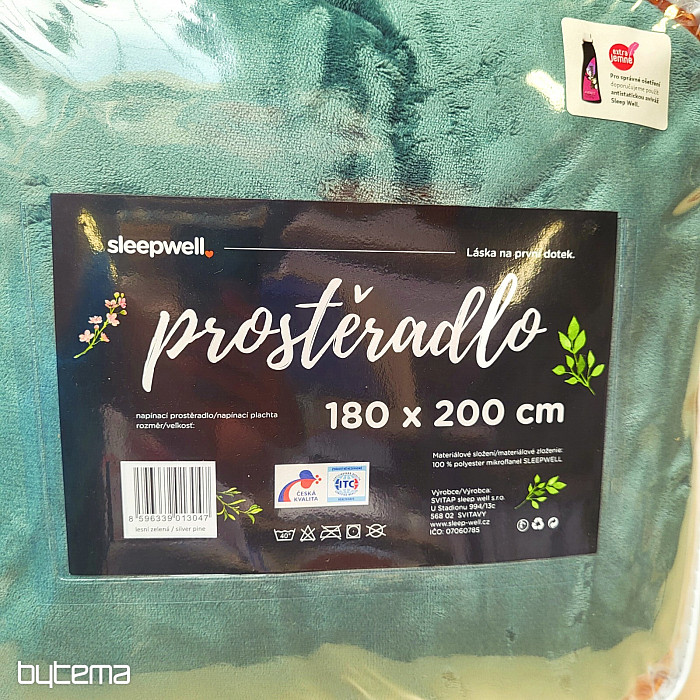 extra
jemné
Pro správné ošetření
doporučujeme použít
antistatickou aviváž
Sleep Well.
sleepwell
Láska na první dotek.
prostěradlo
napínací prostěradlo/napínací plachta
rozměr/velkosť:
180 x 200 cm
Materiálové složení/materiálové zloženie:
100 % polyester mikroflanel SLEEPWELL
8 596339 013047
lesní zelená / silver pine
ČESKÁ
KVALITA
ITC
40°
Výrobce/Výrobca:
SVITAP sleep well s.r.o.
U Stadionu 994/13c
568 02 SVITAVY
www.sleep-well.cz
IČO: 07060785
bytema